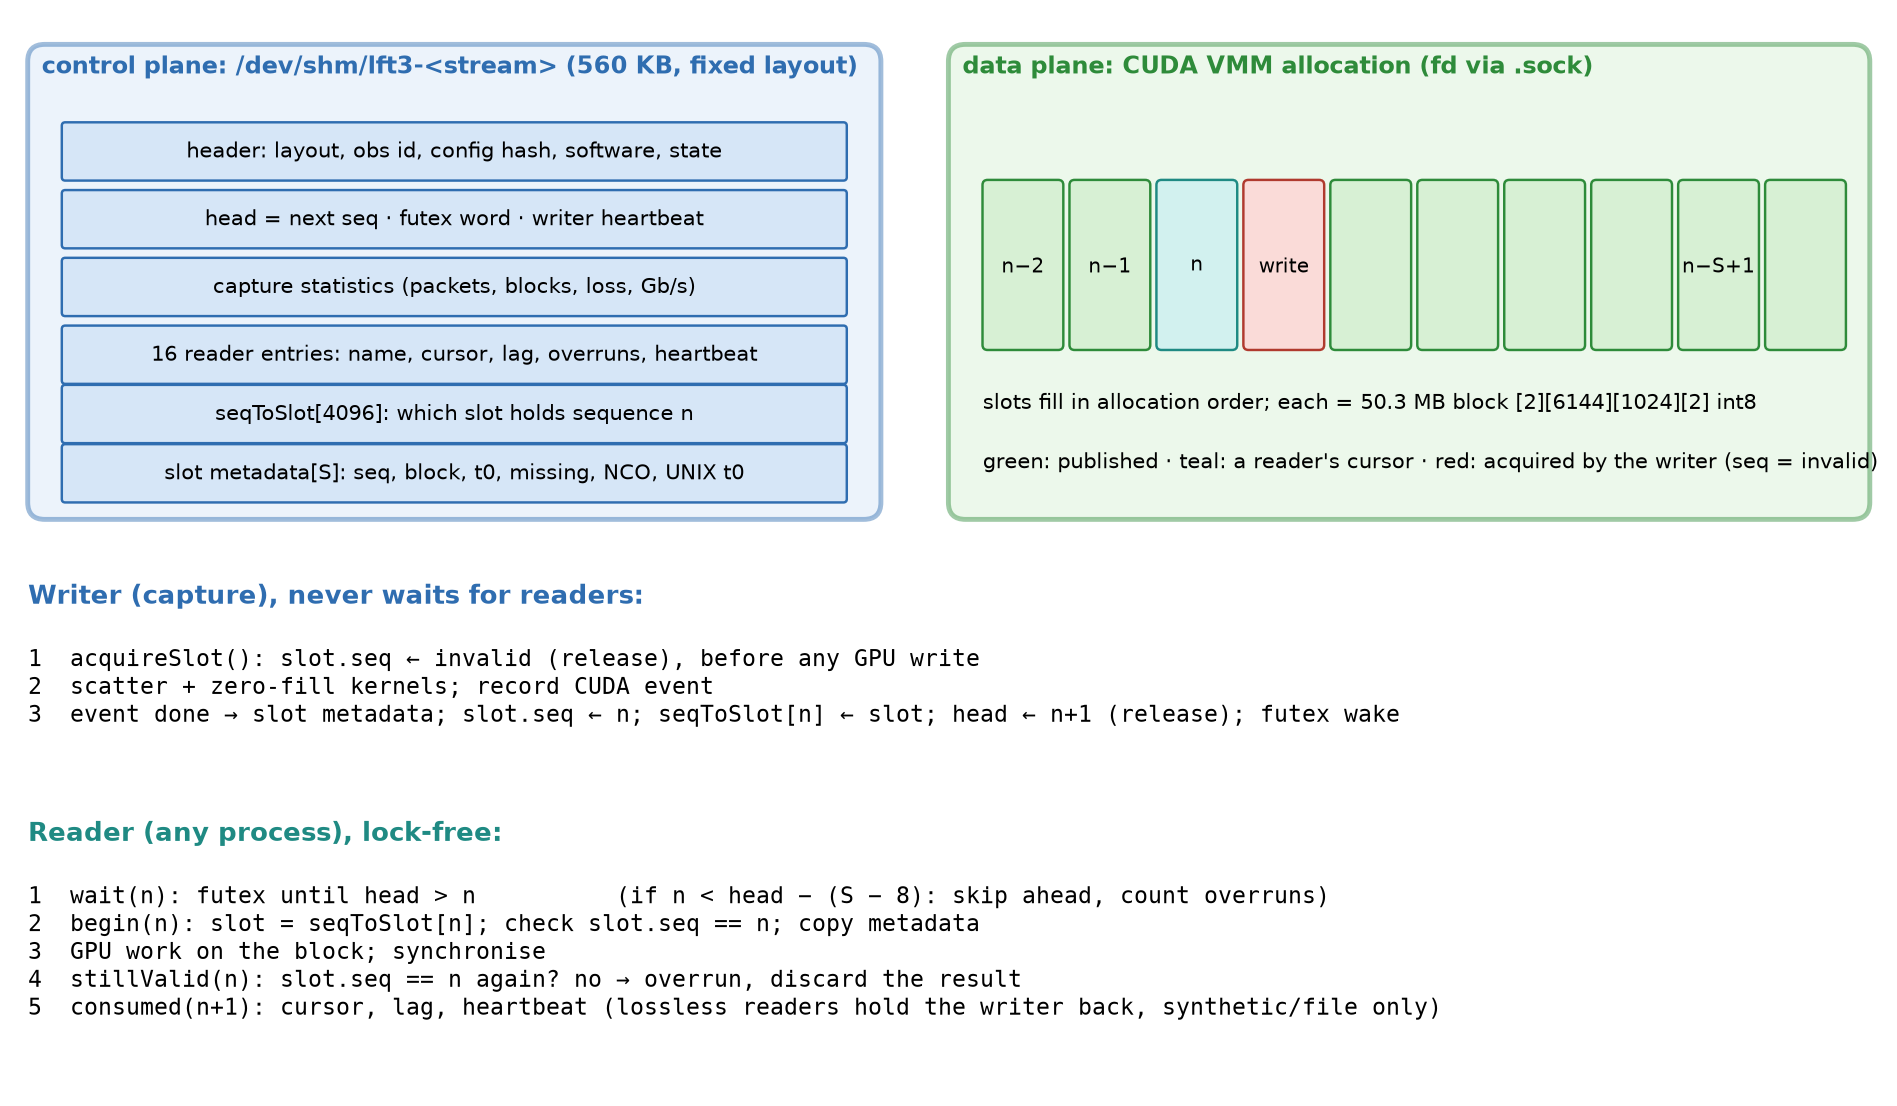 control plane: /dev/shm/lft3-<stream> (560 KB, fixed layout)
header: layout, obs id, config hash, software, state
head = next seq · futex word · writer heartbeat
capture statistics (packets, blocks, loss, Gb/s)
16 reader entries: name, cursor, lag, overruns, heartbeat
seqToSlot[4096]: which slot holds sequence n
slot metadata[S]: seq, block, t0, missing, NCO, UNIX t0
data plane: CUDA VMM allocation (fd via .sock)
n−2 n−1 n write n−S+1
slots fill in allocation order; each = 50.3 MB block [2][6144][1024][2] int8
green: published · teal: a reader's cursor · red: acquired by the writer (seq = invalid)
Writer (capture), never waits for readers:
1  acquireSlot(): slot.seq ← invalid (release), before any GPU write
2  scatter + zero-fill kernels; record CUDA event
3  event done → slot metadata; slot.seq ← n; seqToSlot[n] ← slot; head ← n+1 (release); futex wake
Reader (any process), lock-free:
1  wait(n): futex until head > n          (if n < head − (S − 8): skip ahead, count overruns)
2  begin(n): slot = seqToSlot[n]; check slot.seq == n; copy metadata
3  GPU work on the block; synchronise
4  stillValid(n): slot.seq == n again? no → overrun, discard the result
5  consumed(n+1): cursor, lag, heartbeat (lossless readers hold the writer back, synthetic/file only)